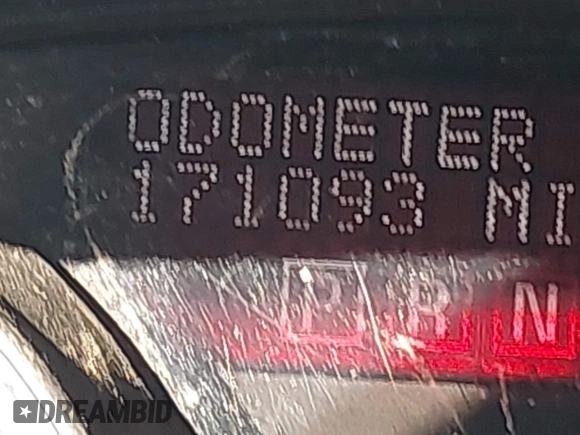 ODOMETER
171093 MI
P R N
DREAMBID